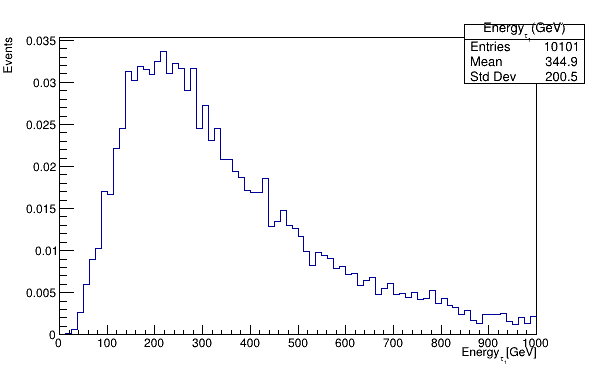 Energy_τ₁(GeV)
Entries 10101
Mean 344.9
Std Dev 200.5
Events
0.035
0.03
0.025
0.02
0.015
0.01
0.005
0
0 100 200 300 400 500 600 700 800 900 1000
Energy_τ₁[GeV]